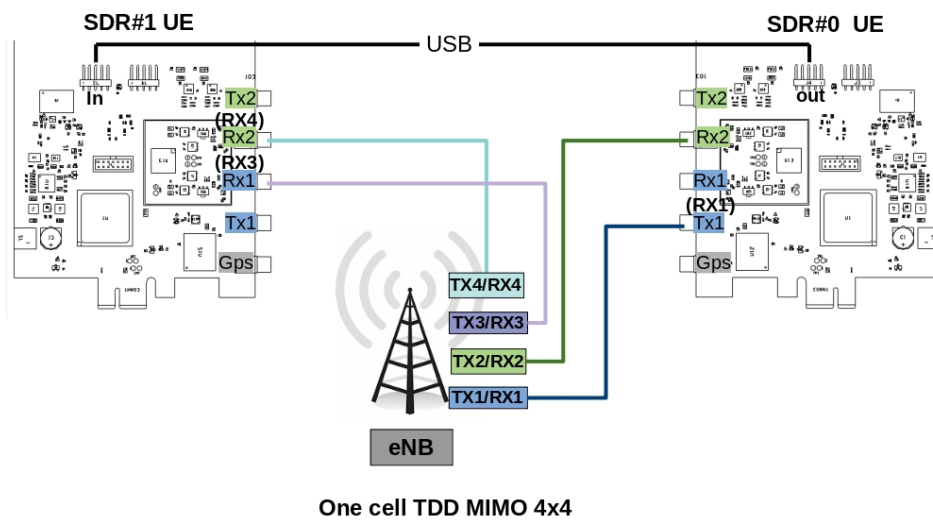 SDR#1 UE
SDR#0 UE
USB
In
out
Tx2
(RX4)
Rx2
(RX3)
Rx1
Tx1
Gps
Tx2
Rx2
Rx1
(RX1)
Tx1
Gps
TX4/RX4
TX3/RX3
TX2/RX2
TX1/RX1
eNB
One cell TDD MIMO 4x4